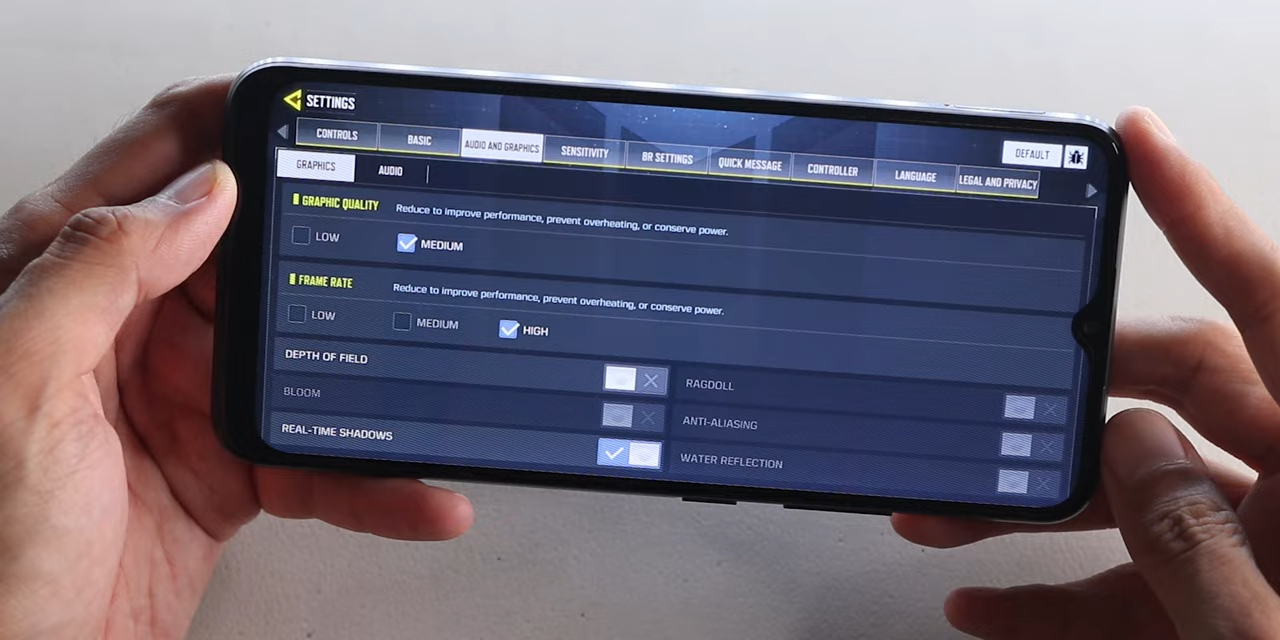 SETTINGS
CONTROLS BASIC AUDIO AND GRAPHICS SENSITIVITY BR SETTINGS QUICK MESSAGE CONTROLLER LANGUAGE LEGAL AND PRIVACY
DEFAULT
GRAPHICS AUDIO
GRAPHIC QUALITY Reduce to improve performance, prevent overheating, or conserve power.
LOW MEDIUM
FRAME RATE Reduce to improve performance, prevent overheating, or conserve power.
LOW MEDIUM HIGH
DEPTH OF FIELD RAGDOLL
BLOOM ANTI-ALIASING
REAL-TIME SHADOWS WATER REFLECTION